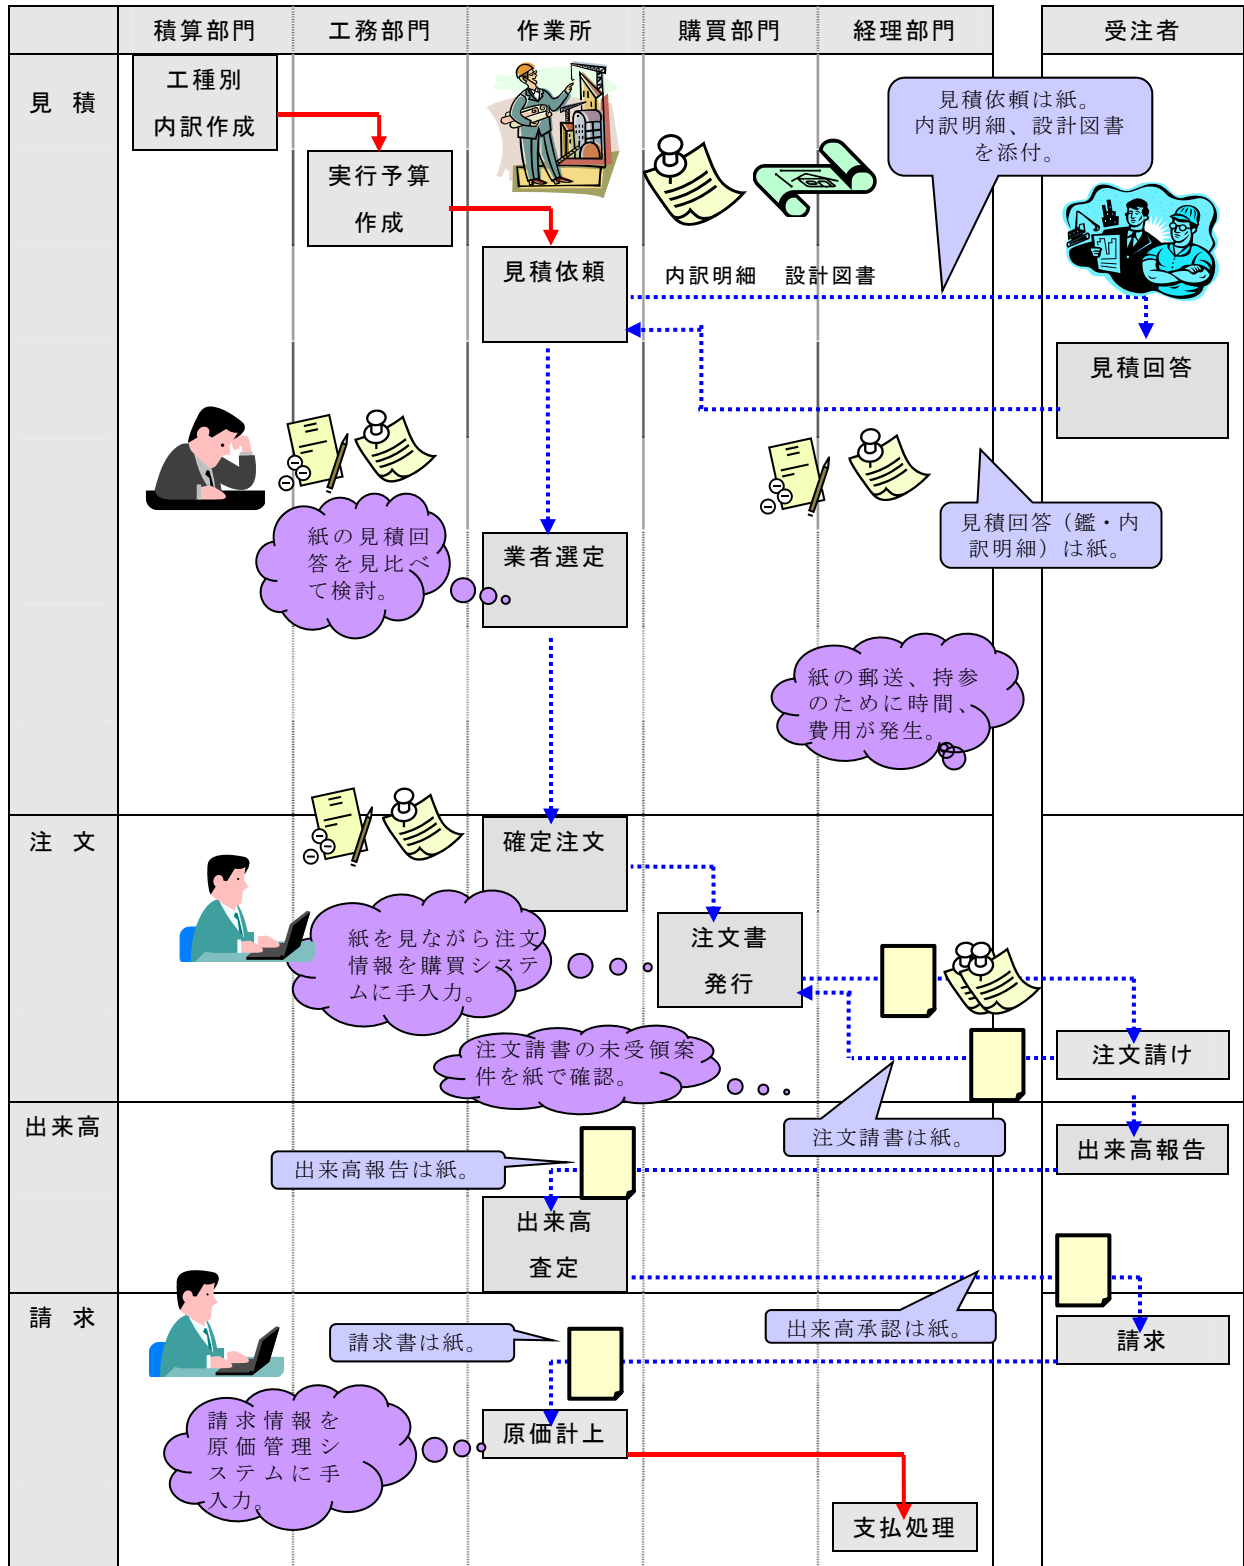 積算部門
工務部門
作業所
購買部門
経理部門
受注者
見 積
工種別
内訳作成
見積依頼は紙。
内訳明細、設計図書
を添付。
実行予算
作成
見積依頼
内訳明細
設計図書
見積回答
紙の見積回
答を見比べ
て検討。
業者選定
見積回答（鑑・内
訳明細）は紙。
紙の郵送、持参
のために時間、
費用が発生。
注 文
確定注文
紙を見ながら注文
情報を購買システ
ムに手入力。
注文書
発行
注文請書の未受領案
件を紙で確認。
注文請け
出来高
注文請書は紙。
出来高報告
出来高報告は紙。
出来高
査定
請 求
請求書は紙。
出来高承認は紙。
請求
請求情報を
原価管理シ
ステムに手
入力。
原価計上
支払処理